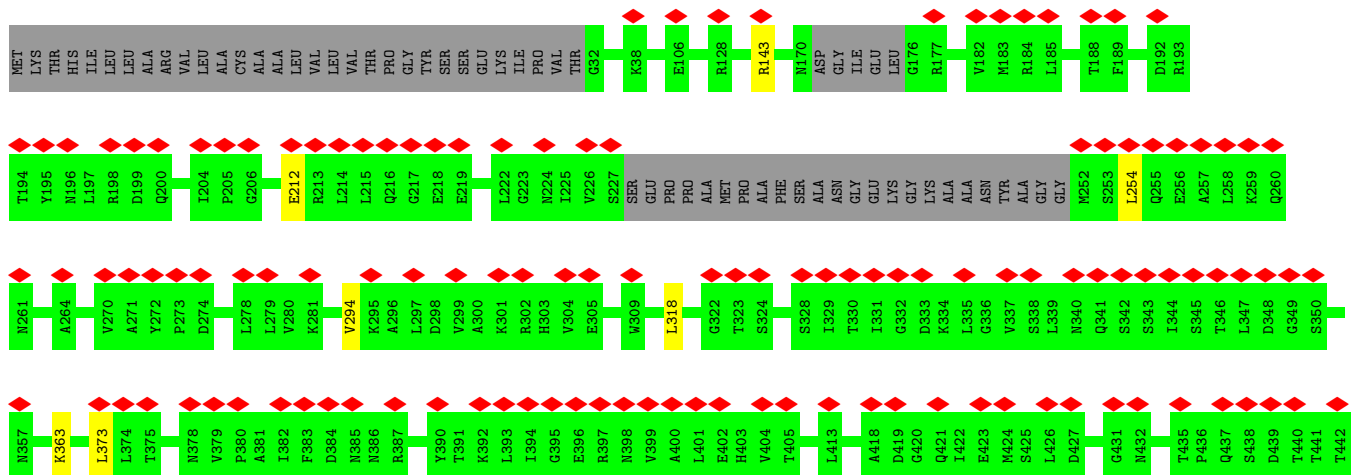 MET LYS THR HIS ILE LEU LEU ALA ARG VAL LEU ALA CYS ALA ALA LEU VAL LEU VAL THR PRO GLY TYR SER SER GLU LYS ILE PRO VAL THR G32 K38 E106 R128 R143 N170 ASP GLY ILE GLU LEU G176 R177 V182 M183 R184 L185 T188 F189 D192 R193
T194 Y195 N196 L197 R198 D199 Q200 I204 P205 G206 E212 R213 L214 L215 Q216 G217 E218 E219 L222 G223 N224 I225 V226 S227 SER GLU PRO PRO ALA MET PRO ALA PHE SER ALA ASN GLY GLU LYS GLY LYS ALA ALA ASN TYR ALA GLY GLY M252 S253 L254 Q255 E256 A257 L258 K259 Q260
N261 A264 V270 A271 Y272 P273 D274 L278 L279 V280 K281 V294 K295 A296 L297 D298 V299 A300 K301 R302 H303 V304 E305 W309 L318 G322 T323 S324 S328 I329 T330 I331 G332 D333 K334 L335 G336 V337 S338 L339 N340 Q341 S342 S343 I344 S345 T346 L347 D348 G349 S350
N357 K363 L373 L374 T375 N378 V379 P380 A381 I382 F383 D384 N385 N386 R387 Y390 T391 K392 L393 I394 G395 E396 R397 N398 V399 A400 L401 E402 H403 V404 T405 L413 A418 D419 G420 Q421 I422 E423 M424 S425 L426 D427 G431 N432 T435 P436 Q437 S438 D439 T440 T441 T442